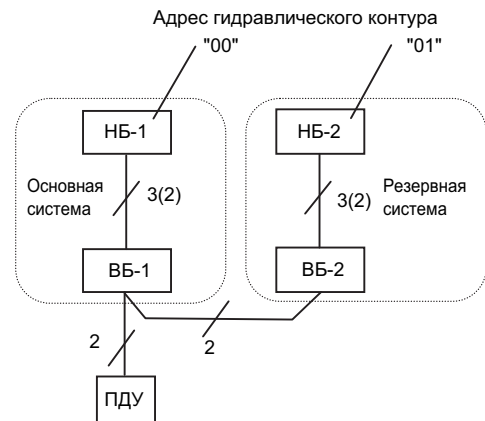 Адрес гидравлического контура
"00"
"01"
НБ-1
НБ-2
Основная
система
3(2)
3(2)
Резервная
система
ВБ-1
ВБ-2
2
2
ПДУ